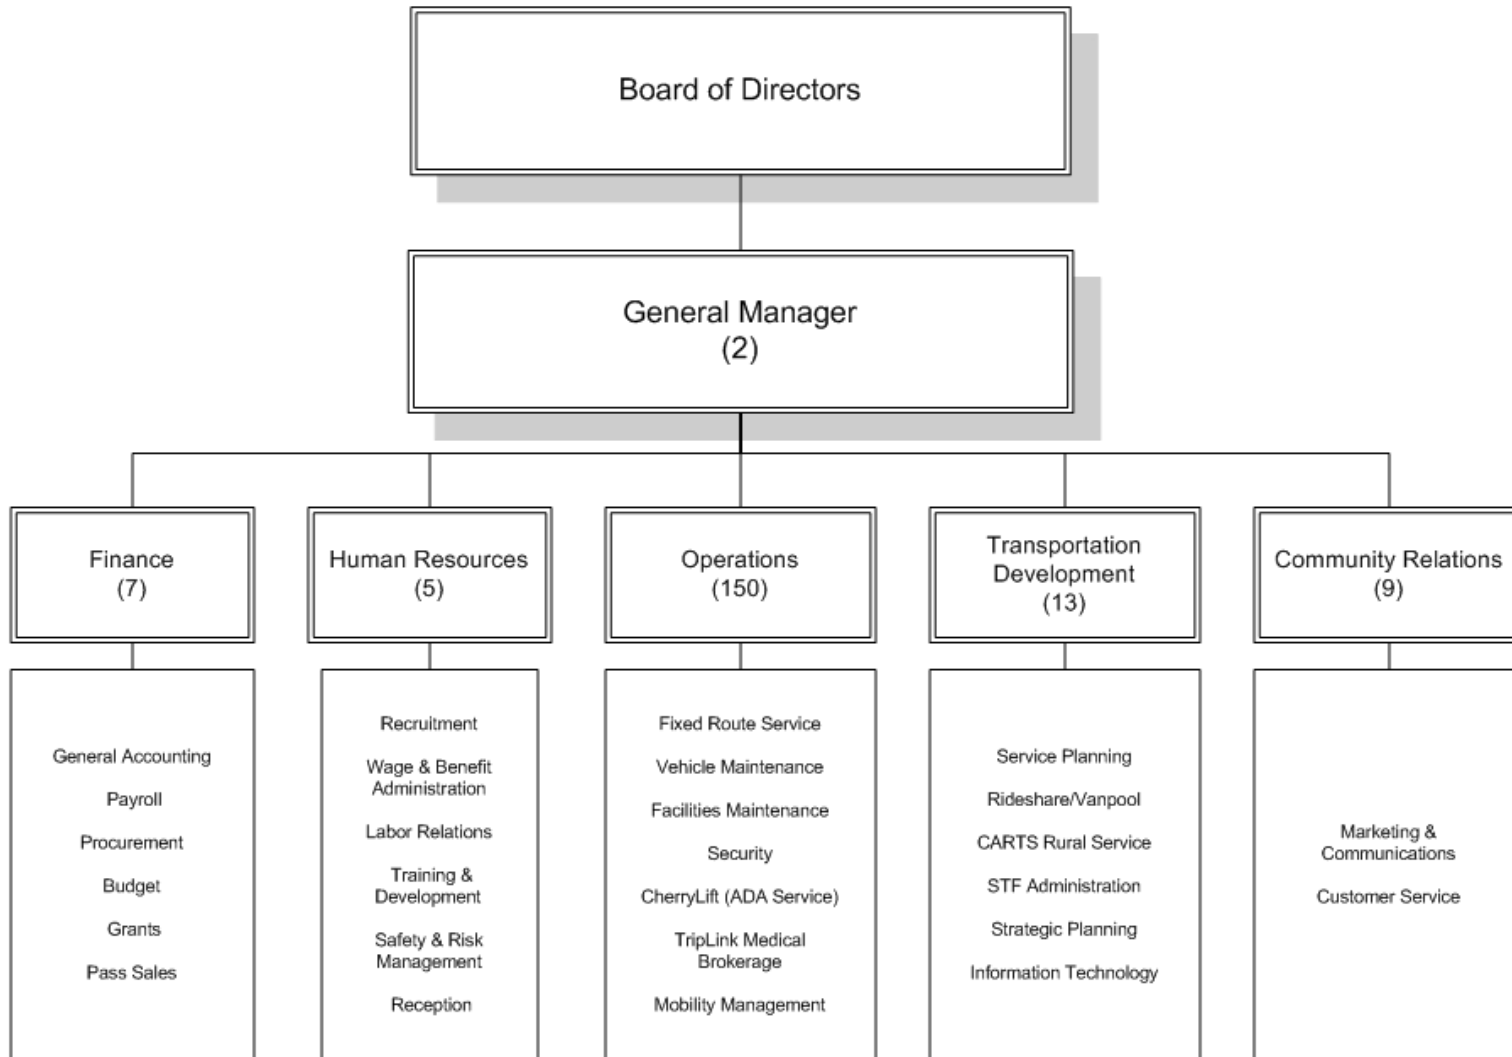 Board of Directors
General Manager
(2)
Finance
(7)
Human Resources
(5)
Operations
(150)
Transportation
Development
(13)
Community Relations
(9)
General Accounting
Payroll
Procurement
Budget
Grants
Pass Sales
Recruitment
Wage & Benefit
Administration
Labor Relations
Training &
Development
Safety & Risk
Management
Reception
Fixed Route Service
Vehicle Maintenance
Facilities Maintenance
Security
CherryLift (ADA Service)
TripLink Medical
Brokerage
Mobility Management
Service Planning
Rideshare/Vanpool
CARTS Rural Service
STF Administration
Strategic Planning
Information Technology
Marketing &
Communications
Customer Service